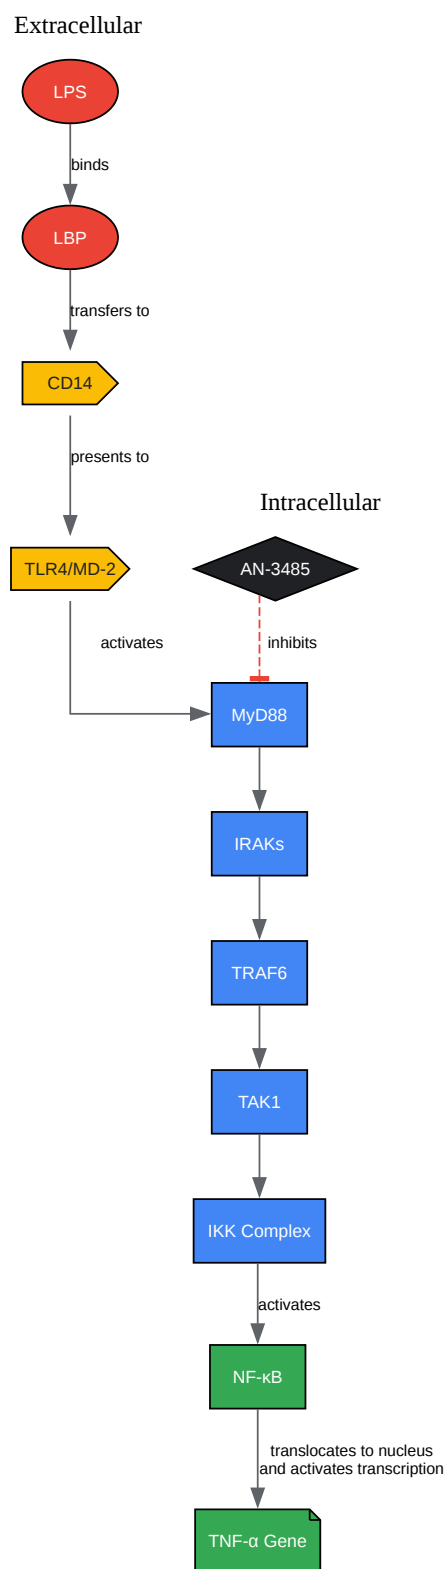 Extracellular
LPS
binds
LBP
transfers to
CD14
presents to
Intracellular
TLR4/MD-2
AN-3485
activates
inhibits
MyD88
IRAKs
TRAF6
TAK1
IKK Complex
activates
NF-κB
translocates to nucleus
and activates transcription
TNF-α Gene